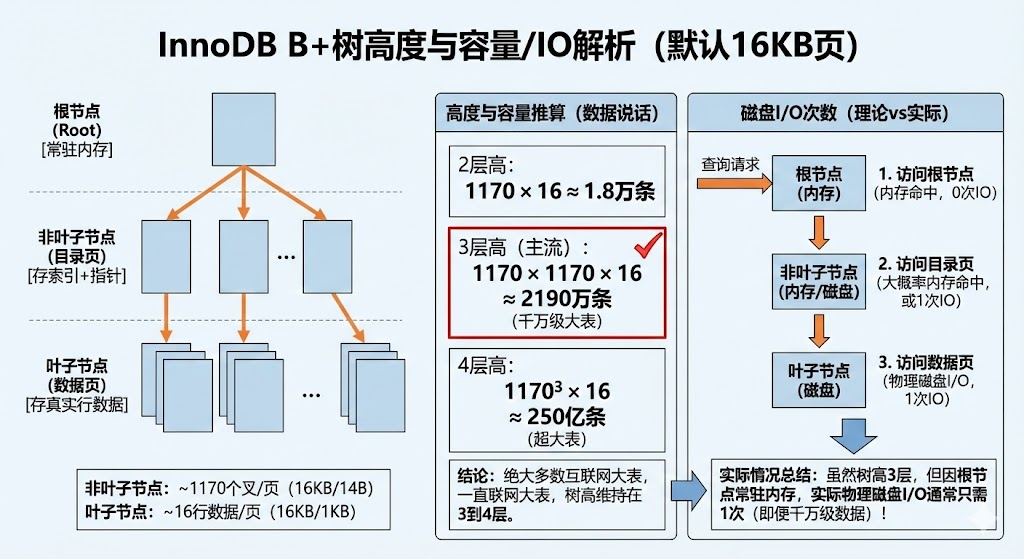 InnoDB B+树高度与容量/IO解析（默认16KB页）
根节点
(Root)
[常驻内存]
非叶子节点
(目录页)
[存索引+指针]
...
叶子节点
(数据页)
[存真实行数据]
...
非叶子节点：~1170个叉/页（16KB/14B）
叶子节点：~16行数据/页（16KB/1KB）
高度与容量推算（数据说话）
2层高：
1170 × 16 ≈ 1.8万条
3层高（主流）：
1170 × 1170 × 16
≈ 2190万条
(千万级大表)
4层高：
1170³ × 16
≈ 250亿条
(超大表)
结论：绝大多数互联网大表，
一直联网大表，树高维持在
3到4层。
磁盘I/O次数（理论vs实际）
查询请求
根节点
(内存)
1. 访问根节点
(内存命中，0次IO)
非叶子节点
(内存/磁盘)
2. 访问目录页
(大概率内存命中，
或1次IO)
叶子节点
(磁盘)
3. 访问数据页
(物理磁盘I/O，
1次IO)
实际情况总结：虽然树高3层，但因根节
点常驻内存，实际物理磁盘I/O通常只需
1次（即便千万级数据）！